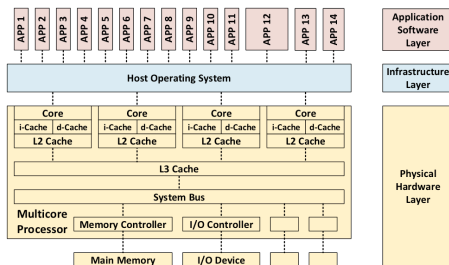 APP 1
APP 2
APP 3
APP 4
APP 5
APP 6
APP 7
APP 8
APP 9
APP 10
APP 11
APP 12
APP 13
APP 14
Application
Software
Layer
Host Operating System
Infrastructure
Layer
Core
Core
Core
Core
i-Cache d-Cache
i-Cache d-Cache
i-Cache d-Cache
i-Cache d-Cache
L2 Cache
L2 Cache
L2 Cache
L2 Cache
L3 Cache
System Bus
Multicore
Processor
Memory Controller
I/O Controller
Main Memory
I/O Device
Physical
Hardware
Layer